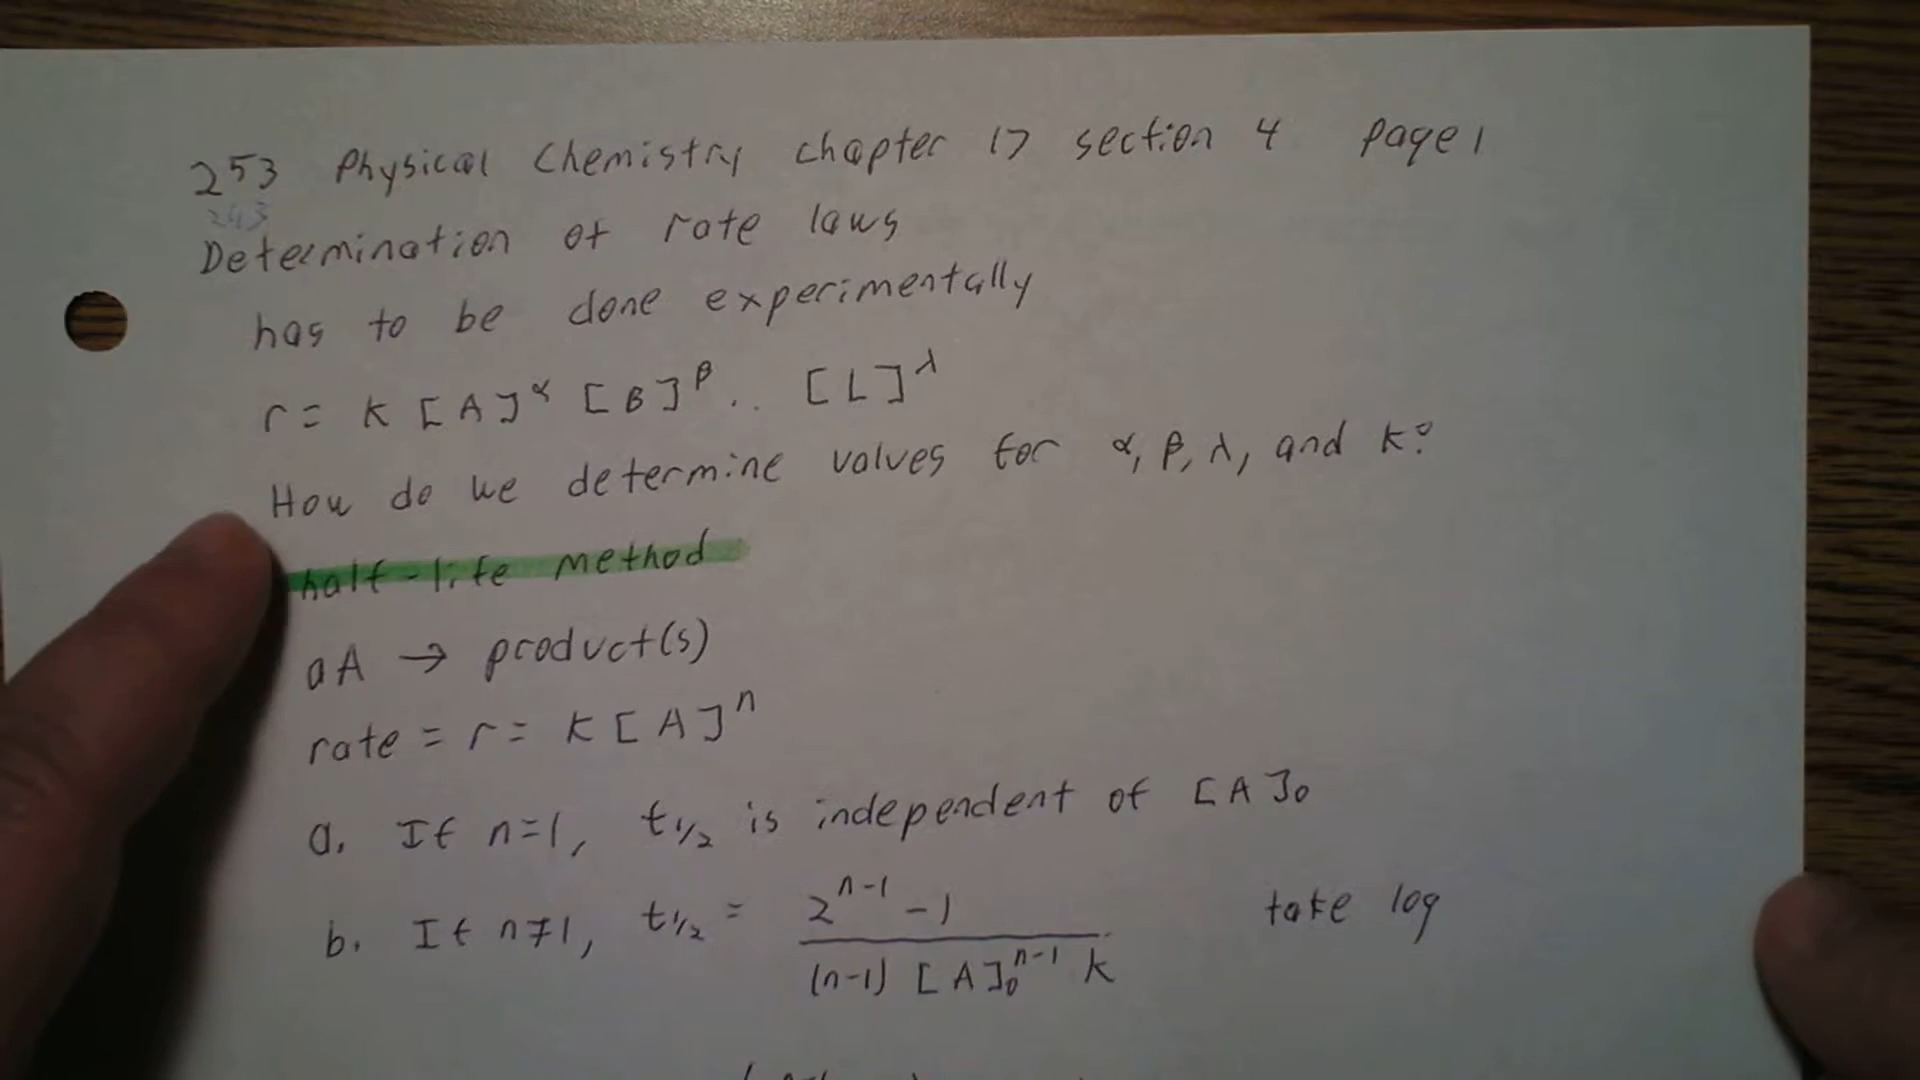 253 Physical Chemistry chapter 17 section 4 page 1
243
Determination of rate laws
has to be done experimentally
r = k [A]^α [B]^β .. [L]^λ
How do we determine values for α, β, λ, and k?
half-life method
aA → product(s)
rate = r = k [A]^n
a. If n=1, t1/2 is independent of [A]0
b. If n≠1, t1/2 = (2^(n-1) - 1) / ((n-1) [A]0^(n-1) k) take log